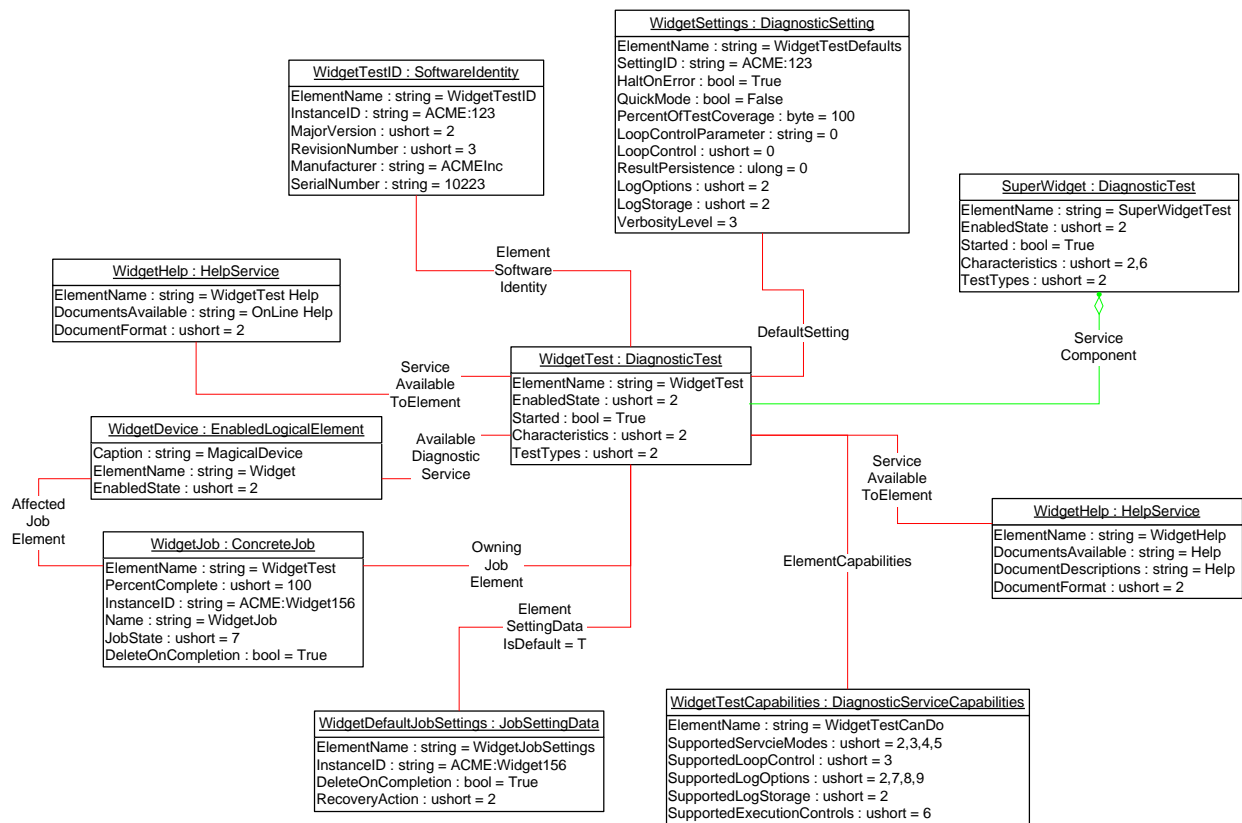 WidgetSettings : DiagnosticSetting
ElementName : string = WidgetTestDefaults
SettingID : string = ACME:123
HaltOnError : bool = True
QuickMode : bool = False
PercentOfTestCoverage : byte = 100
LoopControlParameter : string = 0
LoopControl : ushort = 0
ResultPersistence : ulong = 0
LogOptions : ushort = 2
LogStorage : ushort = 2
VerbosityLevel = 3
WidgetTestID : SoftwareIdentity
ElementName : string = WidgetTestID
InstanceID : string = ACME:123
MajorVersion : ushort = 2
RevisionNumber : ushort = 3
Manufacturer : string = ACMEInc
SerialNumber : string = 10223
SuperWidget : DiagnosticTest
ElementName : string = SuperWidgetTest
EnabledState : ushort = 2
Started : bool = True
Characteristics : ushort = 2,6
TestTypes : ushort = 2
Element
Software
Identity
WidgetHelp : HelpService
ElementName : string = WidgetTest Help
DocumentsAvailable : string = OnLine Help
DocumentFormat : ushort = 2
DefaultSetting
Service
Component
WidgetTest : DiagnosticTest
ElementName : string = WidgetTest
EnabledState : ushort = 2
Started : bool = True
Characteristics : ushort = 2
TestTypes : ushort = 2
Service
Available
ToElement
WidgetDevice : EnabledLogicalElement
Caption : string = MagicalDevice
ElementName : string = Widget
EnabledState : ushort = 2
Available
Diagnostic
Service
Service
Available
ToElement
Affected
Job
Element
WidgetHelp : HelpService
ElementName : string = WidgetHelp
DocumentsAvailable : string = Help
DocumentDescriptions : string = Help
DocumentFormat : ushort = 2
WidgetJob : ConcreteJob
ElementName : string = WidgetTest
PercentComplete : ushort = 100
InstanceID : string = ACME:Widget156
Name : string = WidgetJob
JobState : ushort = 7
DeleteOnCompletion : bool = True
Owning
Job
Element
ElementCapabilities
Element
SettingData
IsDefault = T
WidgetDefaultJobSettings : JobSettingData
ElementName : string = WidgetJobSettings
InstanceID : string = ACME:Widget156
DeleteOnCompletion : bool = True
RecoveryAction : ushort = 2
WidgetTestCapabilities : DiagnosticServiceCapabilities
ElementName : string = WidgetTestCanDo
SupportedServcieModes : ushort = 2,3,4,5
SupportedLoopControl : ushort = 3
SupportedLogOptions : ushort = 2,7,8,9
SupportedLogStorage : ushort = 2
SupportedExecutionControls : ushort = 6